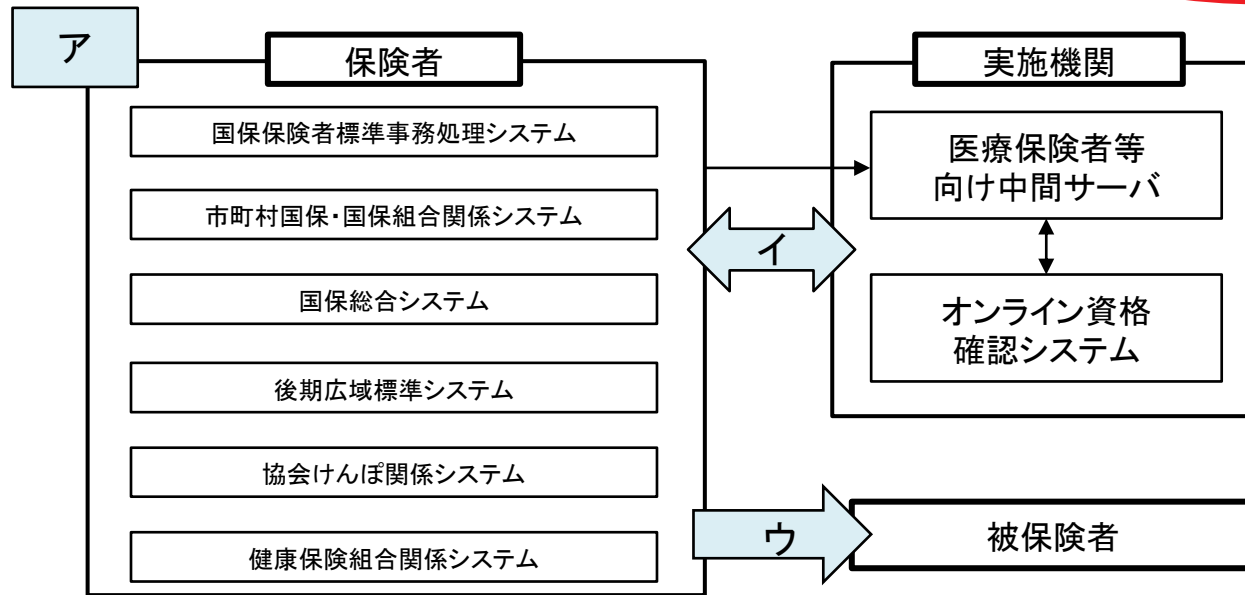 ア
保険者
国保保険者標準事務処理システム
市町村国保・国保組合関係システム
国保総合システム
後期広域標準システム
協会けんぽ関係システム
健康保険組合関係システム
イ
ウ
実施機関
医療保険者等
向け中間サーバ
オンライン資格
確認システム
被保険者